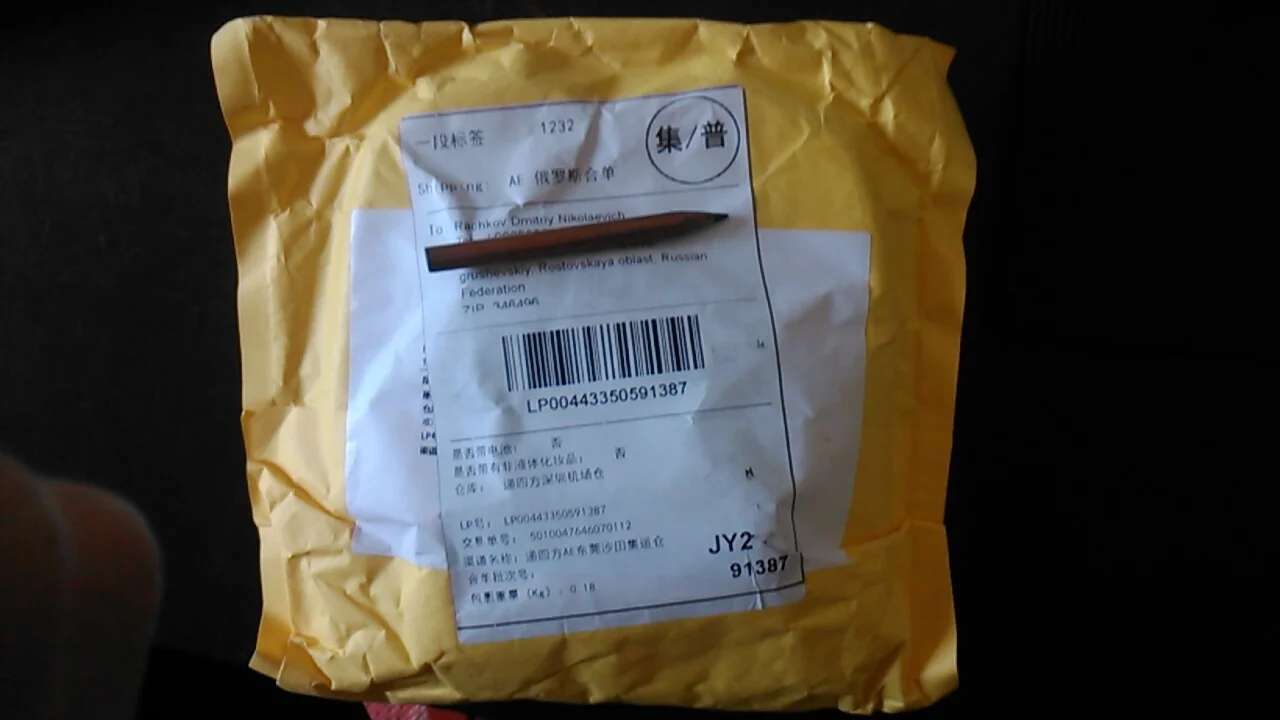 一段标签 1232 集/普
Shipping: AE 俄罗斯合单
To Rachkov Dmitriy Nikolaevich
grushevskiy, Rostovskaya oblast, Russian
Federation
ZIP 346496
LP00443350591387
是否带电池: 否
是否带有非液体化妆品: 否
仓库: 递四方深圳机场仓
LP号: LP00443350591387
交易单号: 5010047646070112
渠道名称: 递四方AE东莞沙田集运仓
JY2
合车批次号:
91387
包裹重量 (Kg) : 0.18